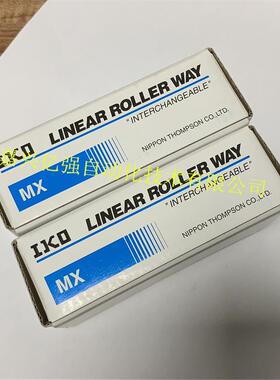 IKO LINEAR ROLLER WAY
"INTERCHANGEABLE"
MX
NIPPON THOMPSON CO., LTD.
IKO LINEAR ROLLER WAY
"INTERCHANGEABLE"
MX
NIPPON THOMPSON CO., LTD.